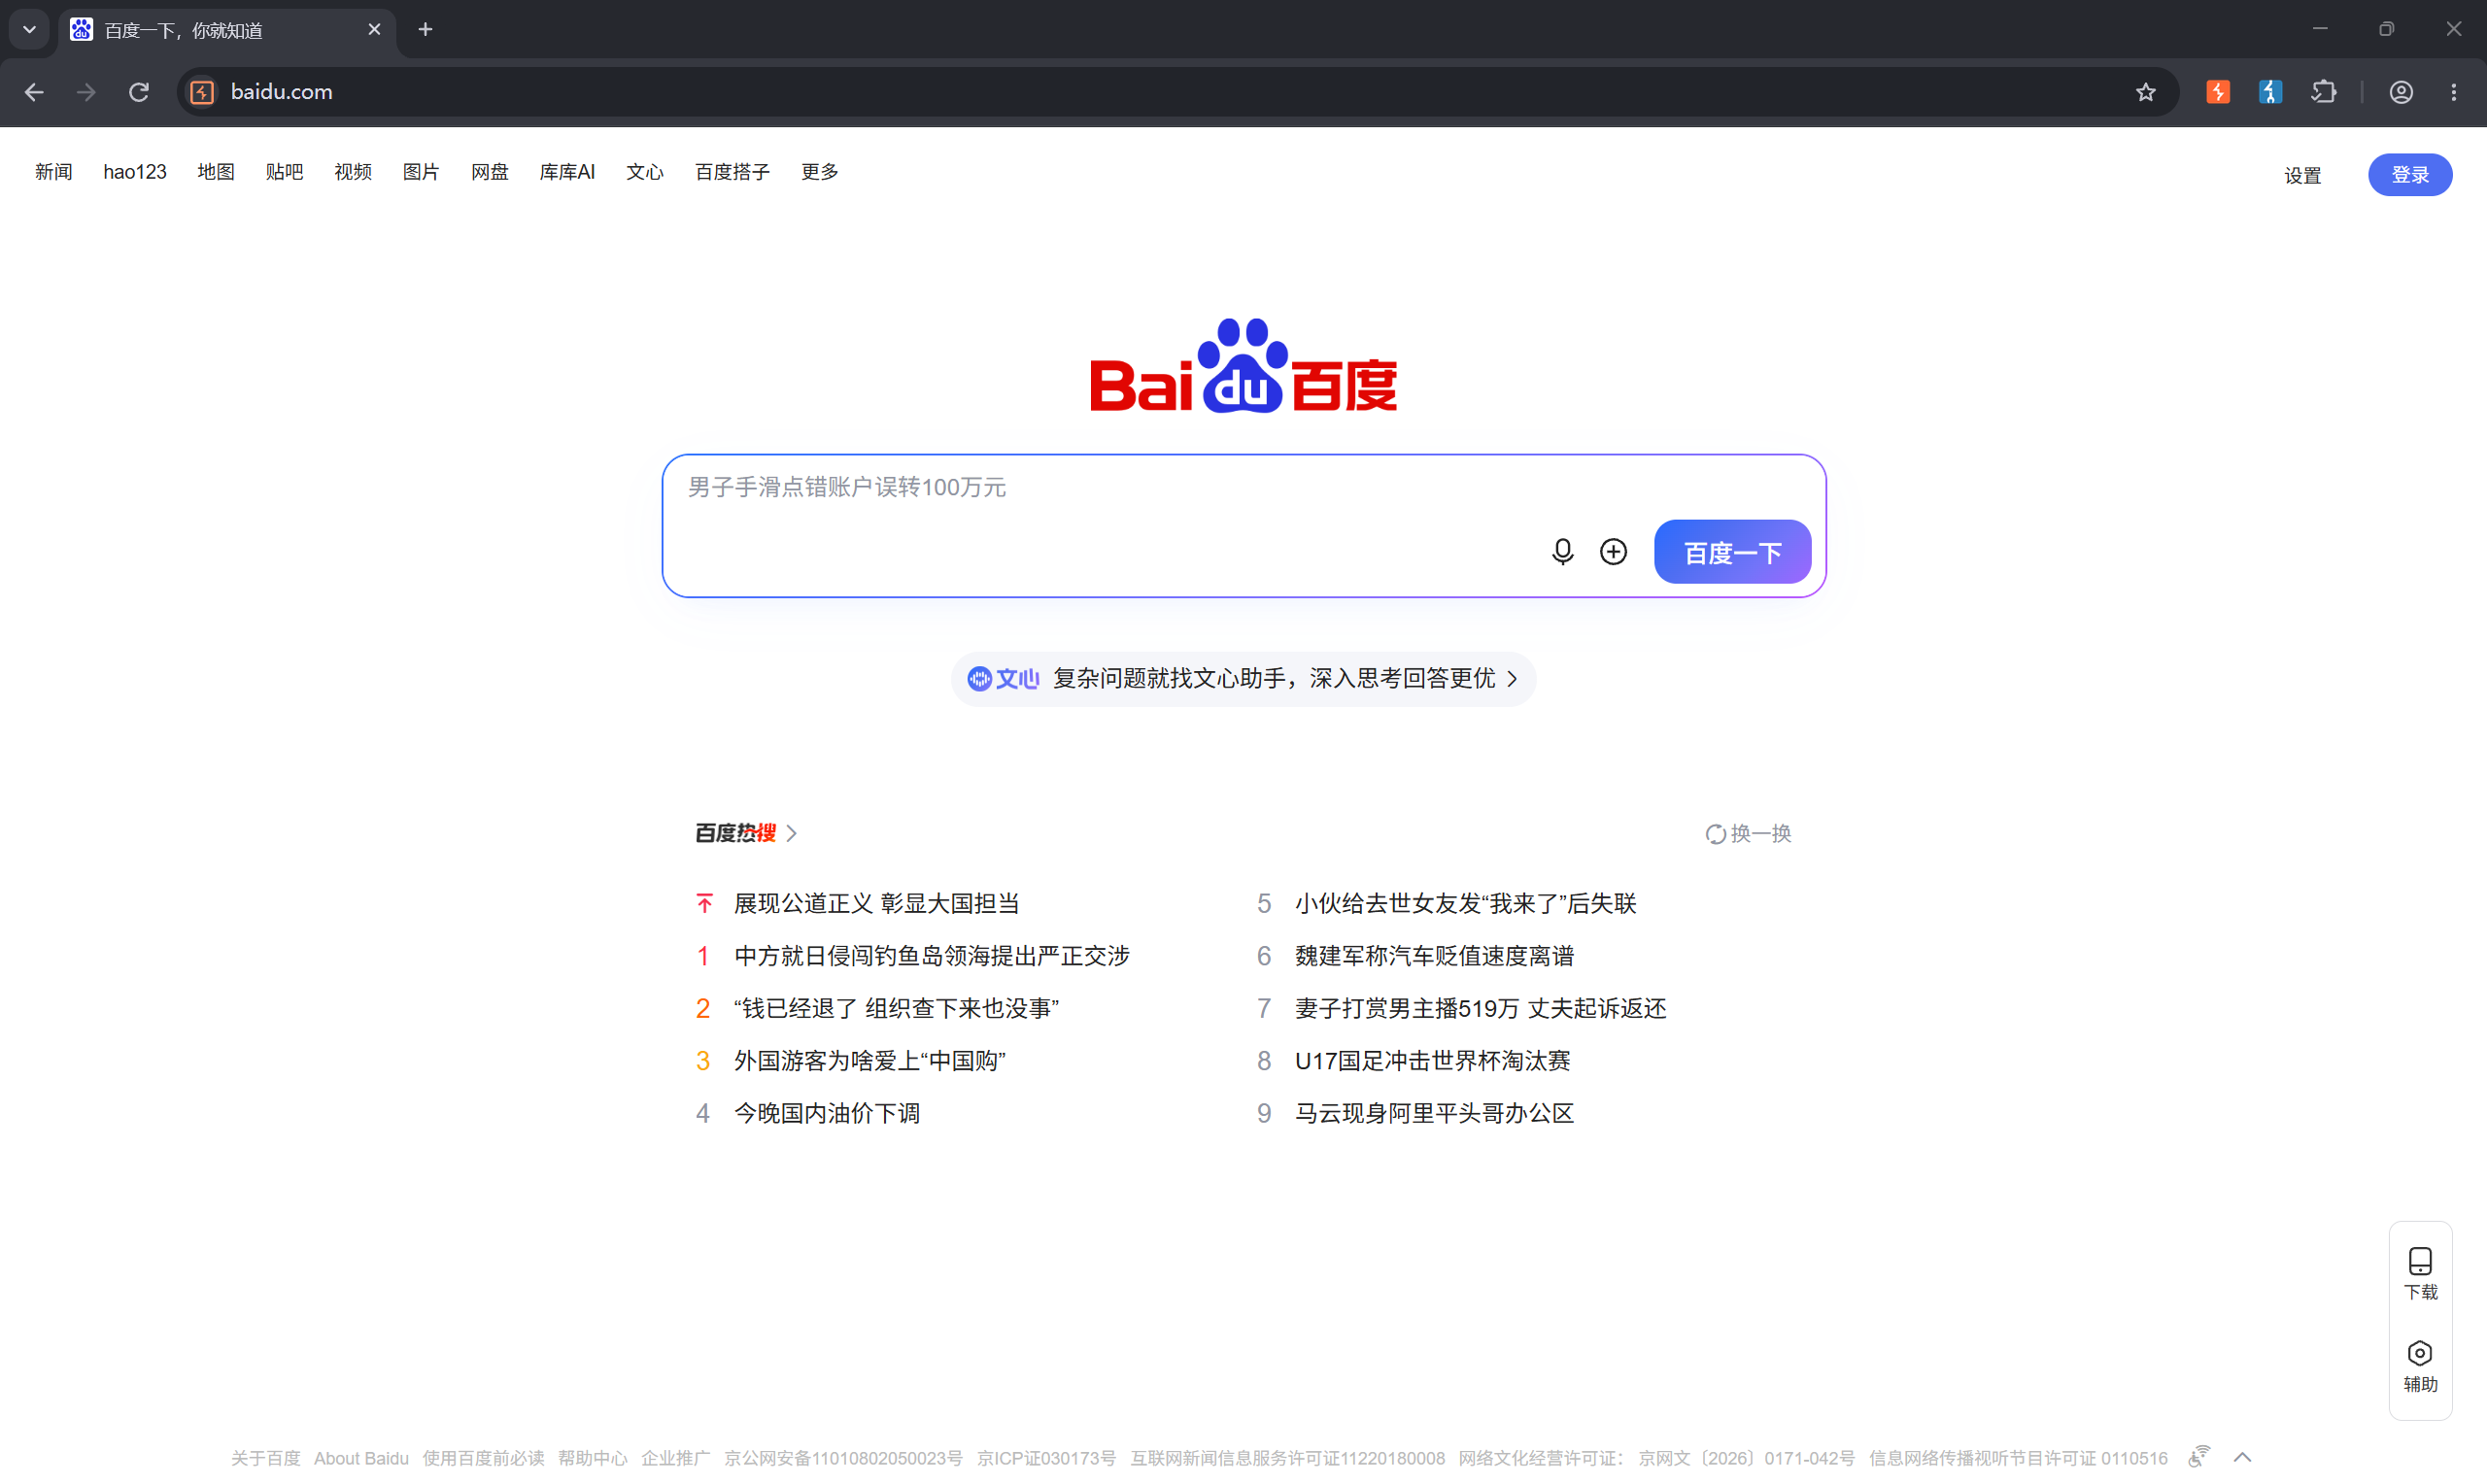 百度一下，你就知道
baidu.com
新闻 hao123 地图 贴吧 视频 图片 网盘 库库AI 文心 百度搭子 更多
设置 登录
Bai du 百度
男子手滑点错账户误转100万元
百度一下
文心 复杂问题就找文心助手，深入思考回答更优
百度热搜
换一换
展现公道正义 彰显大国担当
1 中方就日侵闯钓鱼岛领海提出严正交涉
2 “钱已经退了 组织查下来也没事”
3 外国游客为啥爱上“中国购”
4 今晚国内油价下调
5 小伙给去世女友发“我来了”后失联
6 魏建军称汽车贬值速度离谱
7 妻子打赏男主播519万 丈夫起诉返还
8 U17国足冲击世界杯淘汰赛
9 马云现身阿里平头哥办公区
下载
辅助
关于百度 About Baidu 使用百度前必读 帮助中心 企业推广 京公网安备11010802050023号 京ICP证030173号 互联网新闻信息服务许可证11220180008 网络文化经营许可证： 京网文〔2026〕0171-042号 信息网络传播视听节目许可证 0110516